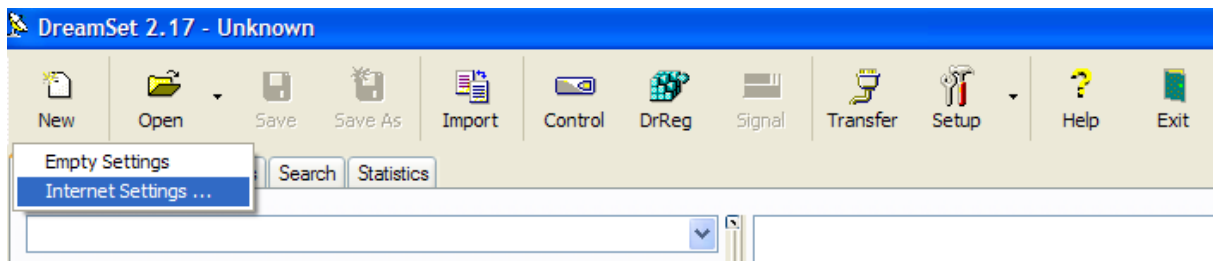 DreamSet 2.17 - Unknown
New Open Save Save As Import Control DrReg Signal Transfer Setup Help Exit
Empty Settings
Search Statistics
Internet Settings ...